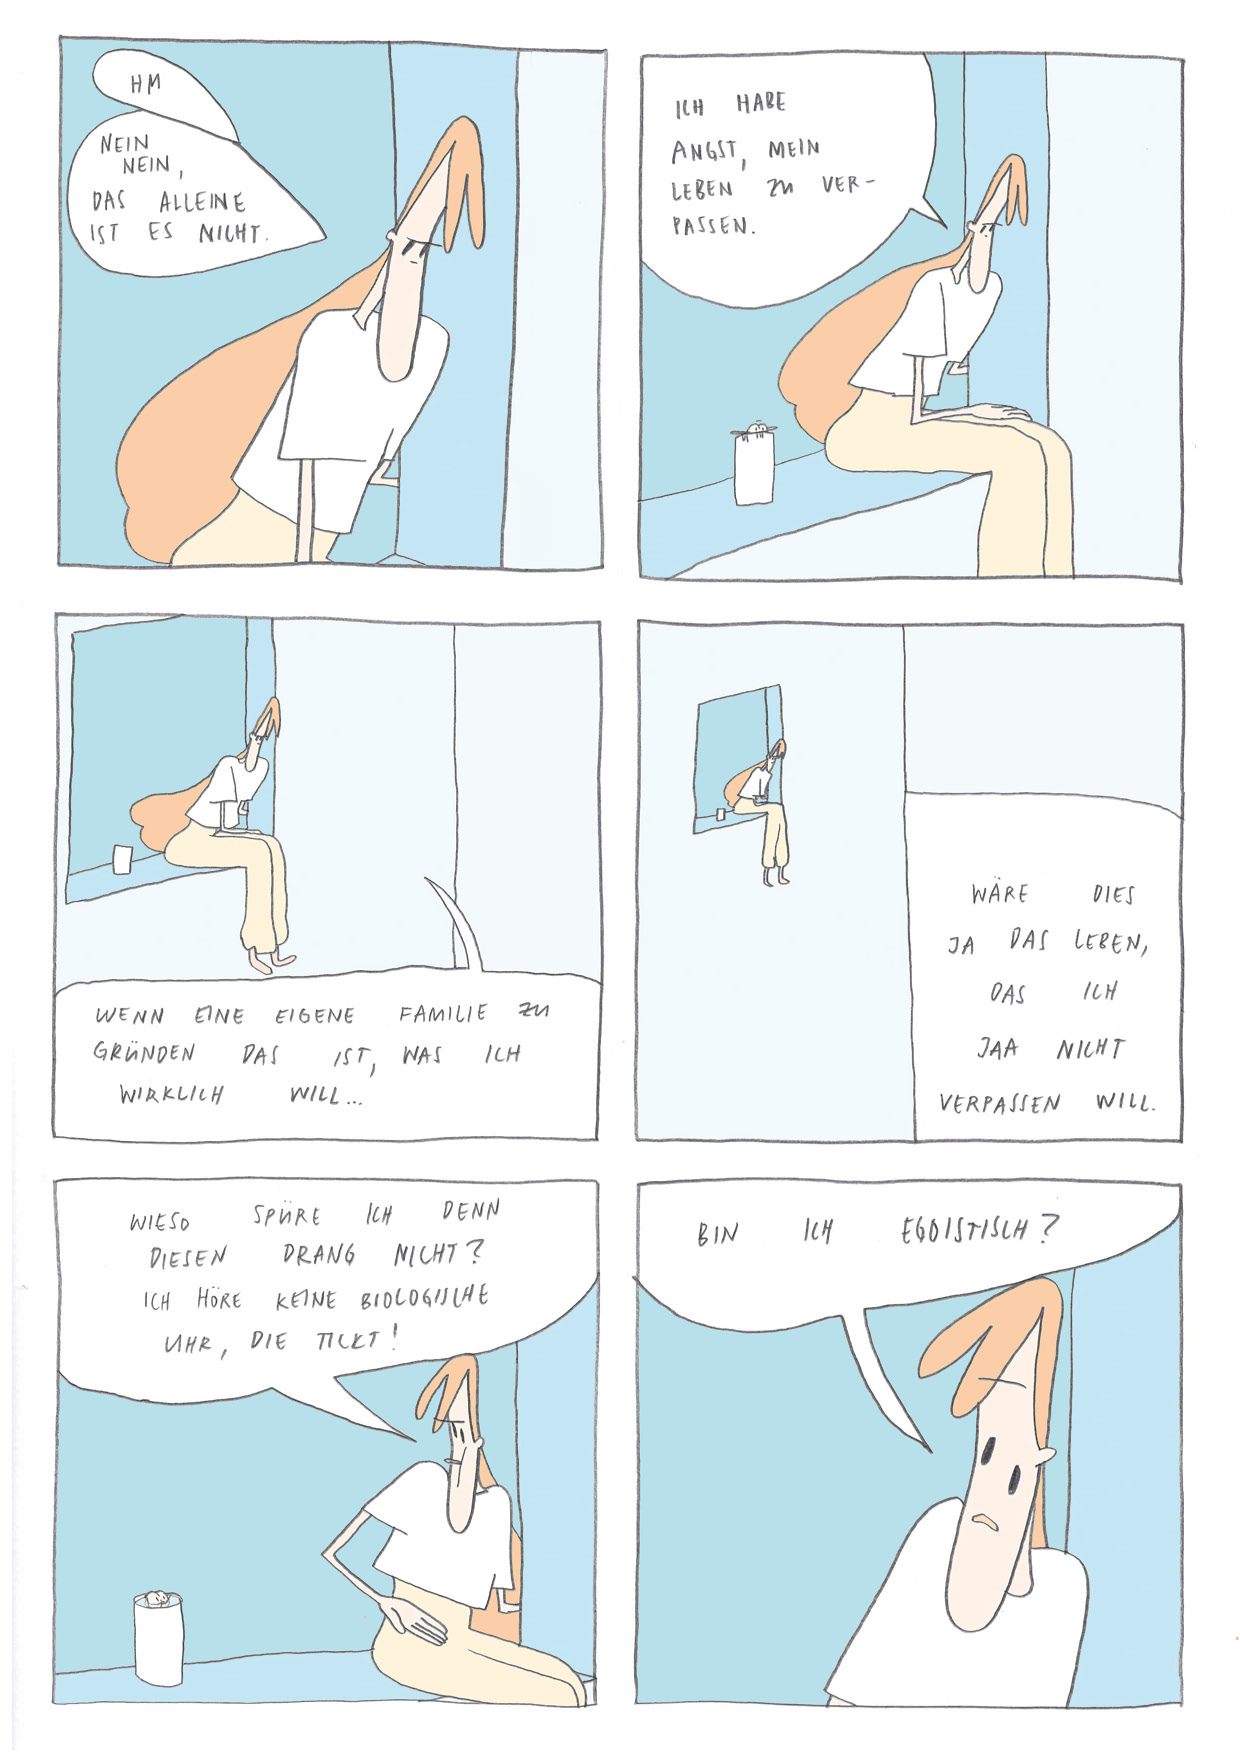 HM
NEIN
NEIN,
DAS ALLEINE
IST ES NICHT.
ICH HABE
ANGST, MEIN
LEBEN ZU VER-
PASSEN.
WENN EINE EIGENE FAMILIE ZU
GRÜNDEN DAS IST, WAS ICH
WIRKLICH WILL...
WÄRE DIES
JA DAS LEBEN,
DAS ICH
JAA NICHT
VERPASSEN WILL.
WIESO SPÜRE ICH DENN
DIESEN DRANG NICHT?
ICH HÖRE KEINE BIOLOGISCHE
UHR, DIE TICKT!
BIN ICH EGOISTISCH?